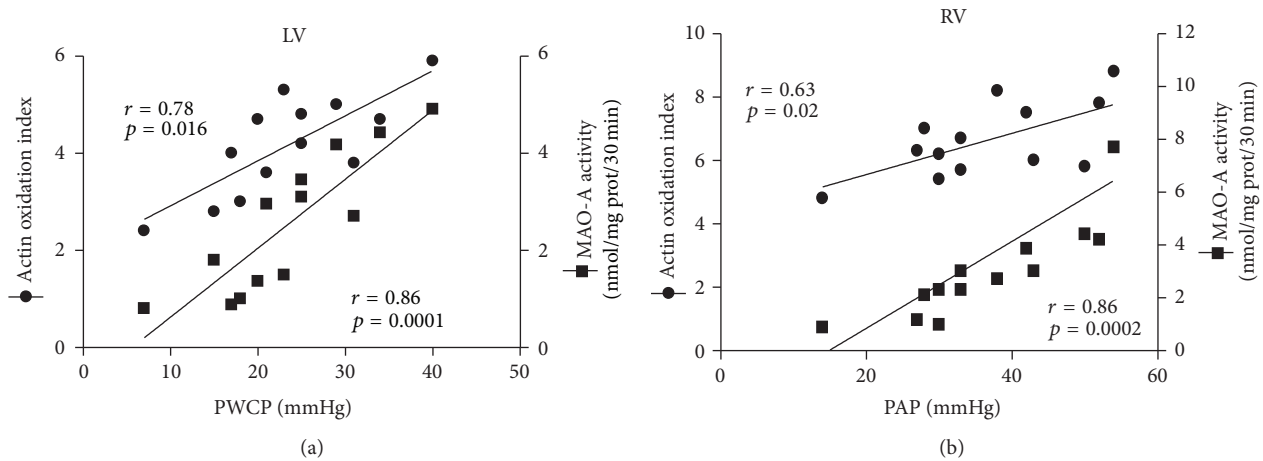 LV
6
4
2
0
Actin oxidation index
r = 0.78
p = 0.016
r = 0.86
p = 0.0001
6
4
2
0
MAO-A activity
(nmol/mg prot/30 min)
0 10 20 30 40 50
PWCP (mmHg)
(a)
RV
10
8
6
4
2
0
Actin oxidation index
r = 0.63
p = 0.02
r = 0.86
p = 0.0002
12
10
8
6
4
2
0
MAO-A activity
(nmol/mg prot/30 min)
0 20 40 60
PAP (mmHg)
(b)